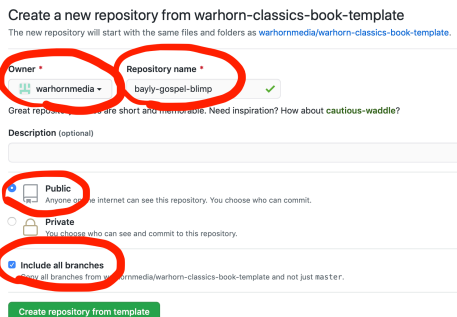 Create a new repository from warhorn-classics-book-template
The new repository will start with the same files and folders as warhornmedia/warhorn-classics-book-template.
Owner * Repository name *
warhornmedia bayly-gospel-blimp
Great are short and memorable. Need inspiration? How about cautious-waddle?
Description (optional)
Public
Anyone on the internet can see this repository. You choose who can commit.
Private
You choose who can see and commit to this repository.
Include all branches
Copy all branches from warhornmedia/warhorn-classics-book-template and not just master.
Create repository from template